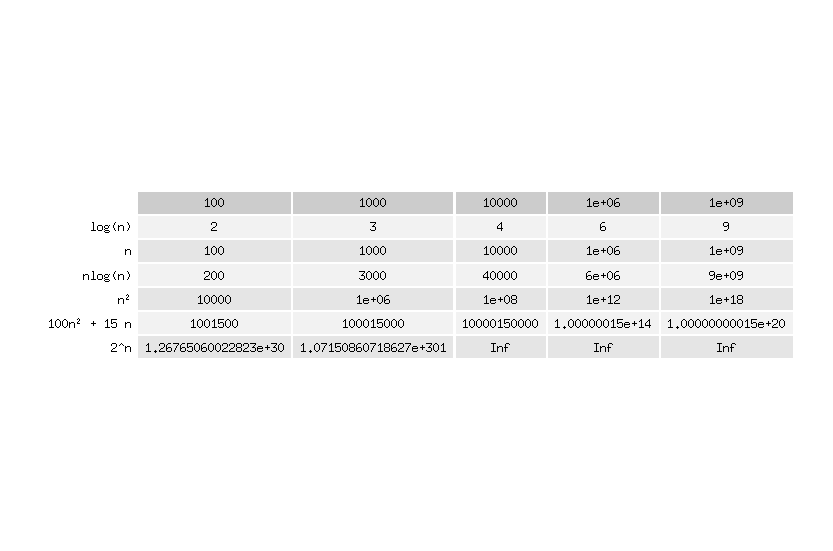 100 1000 10000 1e+06 1e+09
log(n) 2 3 4 6 9
n 100 1000 10000 1e+06 1e+09
nlog(n) 200 3000 40000 6e+06 9e+09
n² 10000 1e+06 1e+08 1e+12 1e+18
100n² + 15 n 1001500 100015000 10000150000 1.00000015e+14 1.00000000015e+20
2^n 1.26765060022823e+30 1.07150860718627e+301 Inf Inf Inf